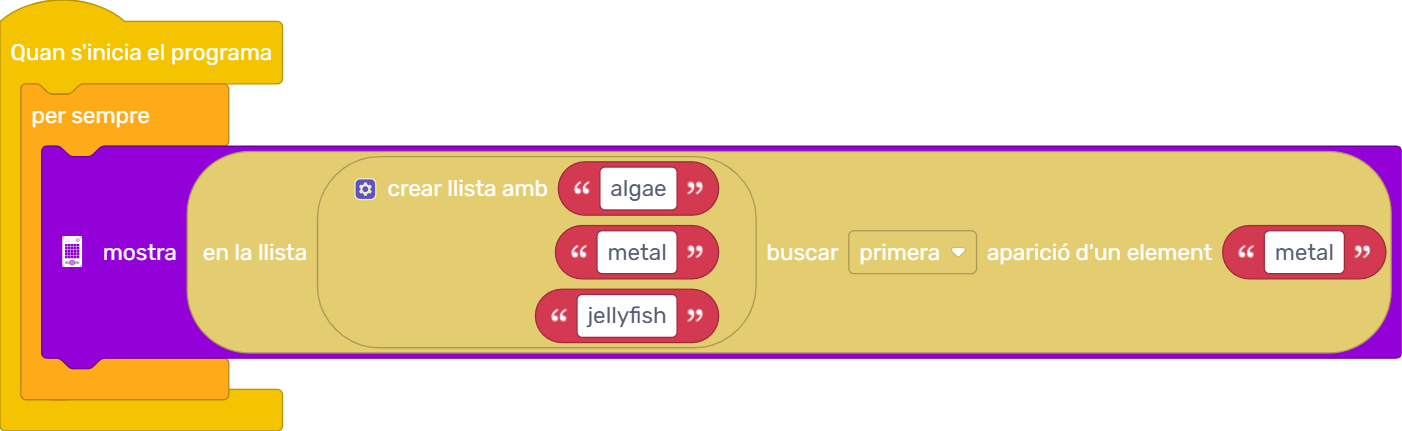 Quan s'inicia el programa
per sempre
mostra en la llista crear llista amb “ algae ”
“ metal ”
“ jellyfish ”
buscar primera aparició d'un element “ metal ”